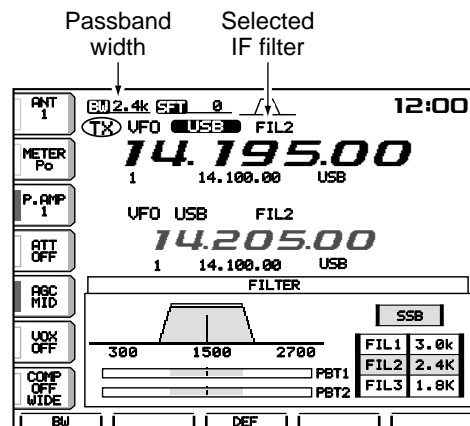 Passband width
Selected IF filter
ANT 1
BW 2.4k SFT 0
12:00
TX VFO USB FIL2
METER Po
14.195.00
1 14.100.00 USB
P.AMP 1
VFO USB FIL2
ATT OFF
14.205.00
1 14.100.00 USB
AGC MID
FILTER
SSB
VOX OFF
300 1500 2700
FIL1 3.0k
FIL2 2.4K
FIL3 1.8K
COMP OFF WIDE
PBT1
PBT2
BW DEF